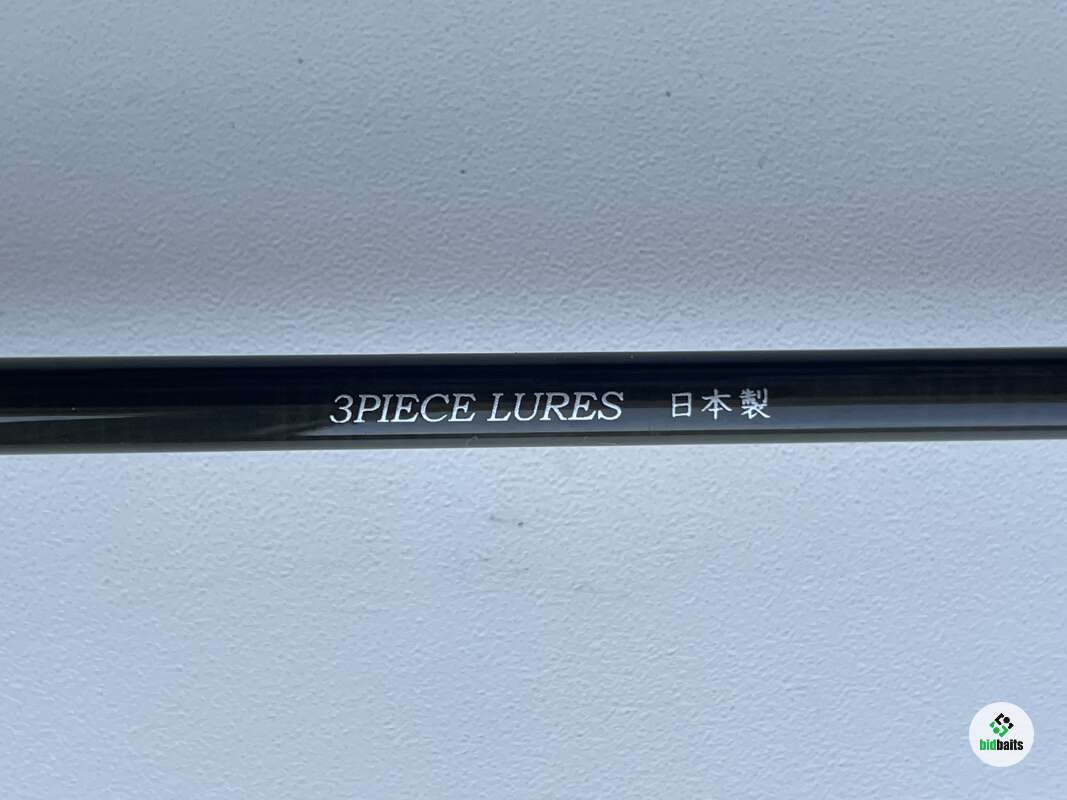 3PIECE LURES 日本製
bidbaits